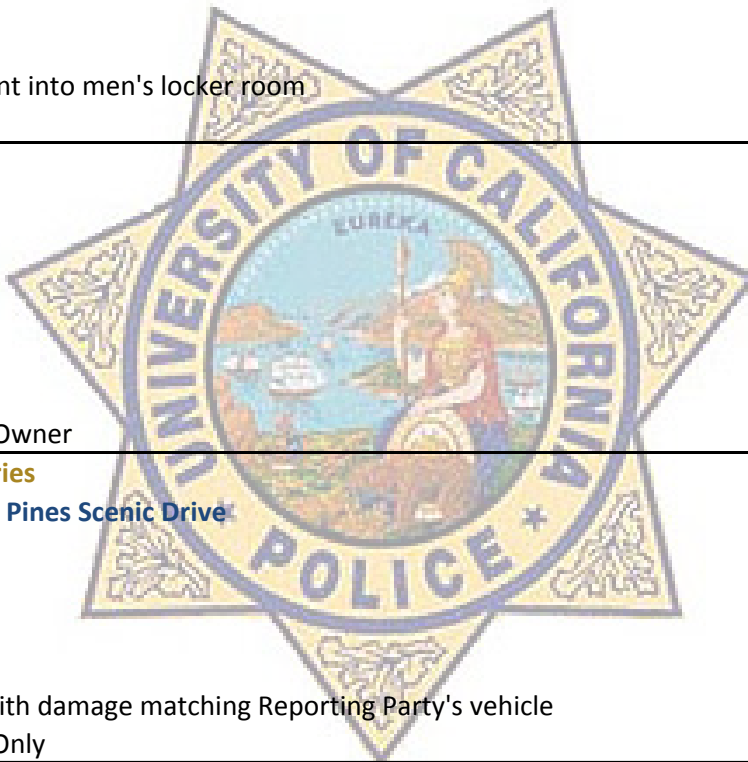 nt into men's locker room
UNIVERSITY OF CALIFORNIA
EUREKA
Owner
ries
Pines Scenic Drive
POLICE
ith damage matching Reporting Party's vehicle
Only